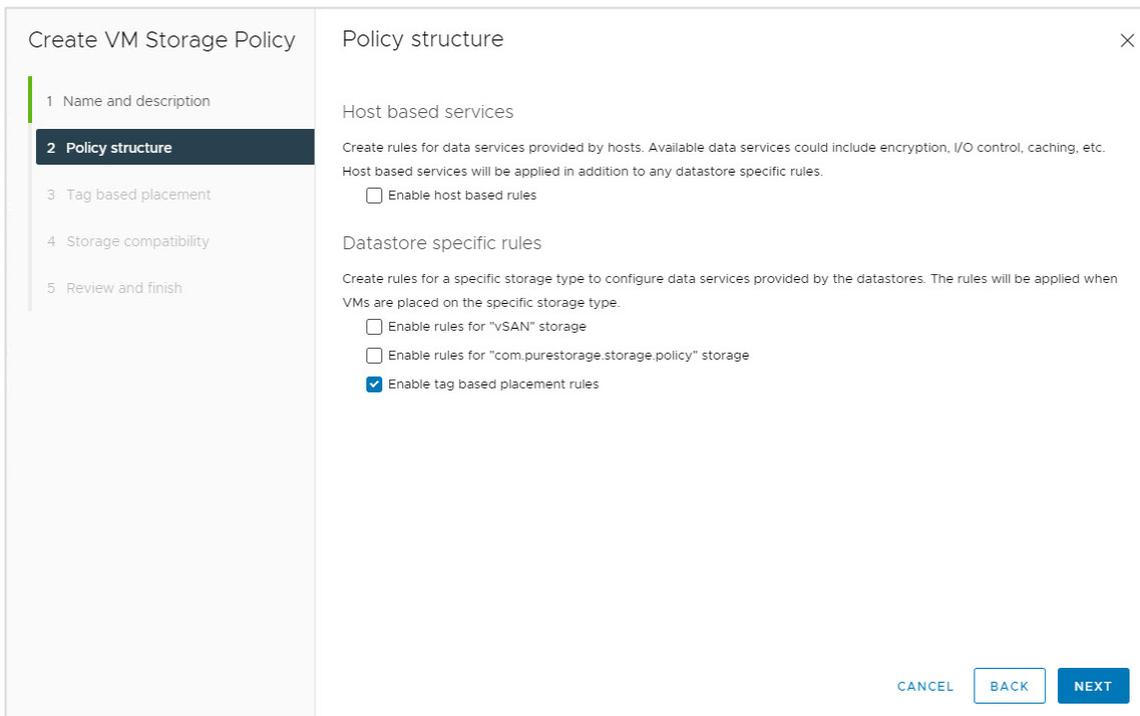 Create VM Storage Policy
1 Name and description
2 Policy structure
3 Tag based placement
4 Storage compatibility
5 Review and finish
Policy structure
Host based services
Create rules for data services provided by hosts. Available data services could include encryption, I/O control, caching, etc.
Host based services will be applied in addition to any datastore specific rules.
Enable host based rules
Datastore specific rules
Create rules for a specific storage type to configure data services provided by the datastores. The rules will be applied when
VMs are placed on the specific storage type.
Enable rules for "vSAN" storage
Enable rules for "com.purestorage.storage.policy" storage
Enable tag based placement rules
CANCEL
BACK
NEXT